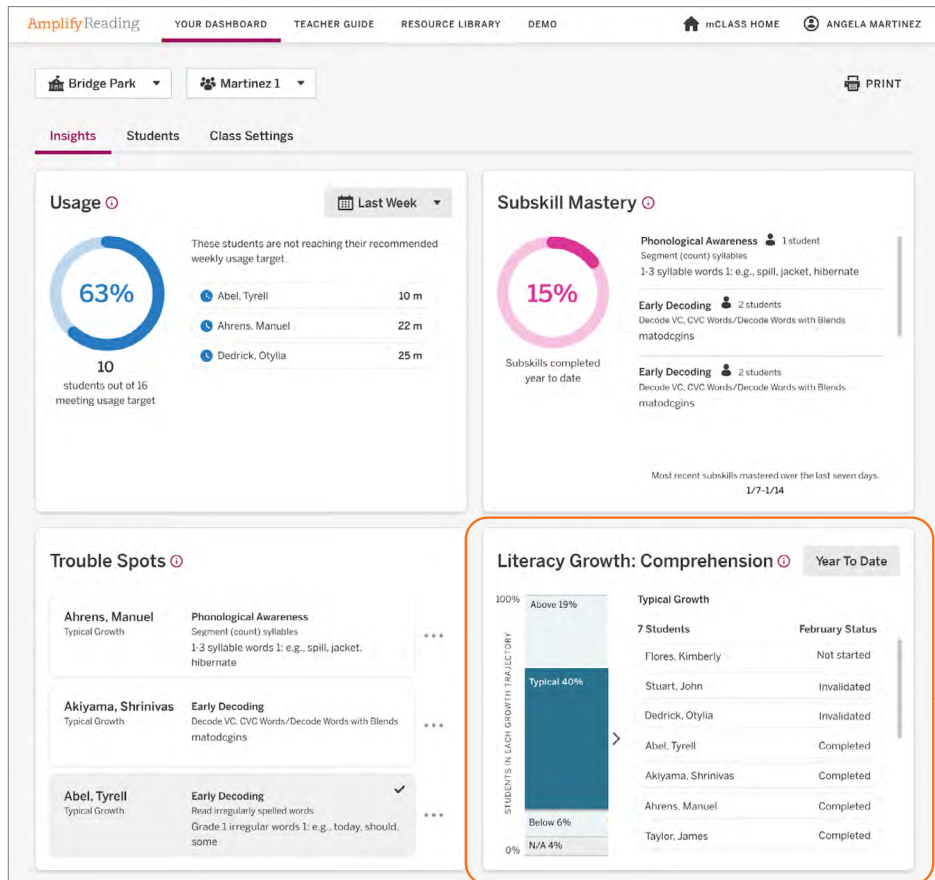 AmplifyReading YOUR DASHBOARD TEACHER GUIDE RESOURCE LIBRARY DEMO mCLASS HOME ANGELA MARTINEZ
Bridge Park Martinez 1 PRINT
Insights Students Class Settings
Usage
Last Week
63%
10
students out of 16
meeting usage target
These students are not reaching their recommended
weekly usage target.
Abel, Tyrell 10 m
Ahrens, Manuel 22 m
Dedrick, Otylia 25 m
Subskill Mastery
15%
Subskills completed
year to date
Phonological Awareness 1 student
Segment (count) syllables
1-3 syllable words 1: e.g., spill, jacket, hibernate
Early Decoding 2 students
Decode VC, CVC Words/Decode Words with Blends
matodcgins
Early Decoding 2 students
Decode VC, CVC Words/Decode Words with Blends
matodcgins
Most recent subskills mastered over the last seven days.
1/7-1/14
Trouble Spots
Ahrens, Manuel
Typical Growth
Phonological Awareness
Segment (count) syllables
1-3 syllable words 1: e.g., spill, jacket,
hibernate
Akiyama, Shrinivas
Typical Growth
Early Decoding
Decode VC, CVC Words/Decode Words with Blends
matodcgins
Abel, Tyrell
Typical Growth
Early Decoding
Read irregularly spelled words
Grade 1 irregular words 1: e.g., today, should,
some
Literacy Growth: Comprehension
Year To Date
100%
STUDENTS IN EACH GROWTH TRAJECTORY
0%
Above 19%
Typical 40%
Below 6%
N/A 4%
Typical Growth
7 Students February Status
Flores, Kimberly Not started
Stuart, John Invalidated
Dedrick, Otylia Invalidated
Abel, Tyrell Completed
Akiyama, Shrinivas Completed
Ahrens, Manuel Completed
Taylor, James Completed